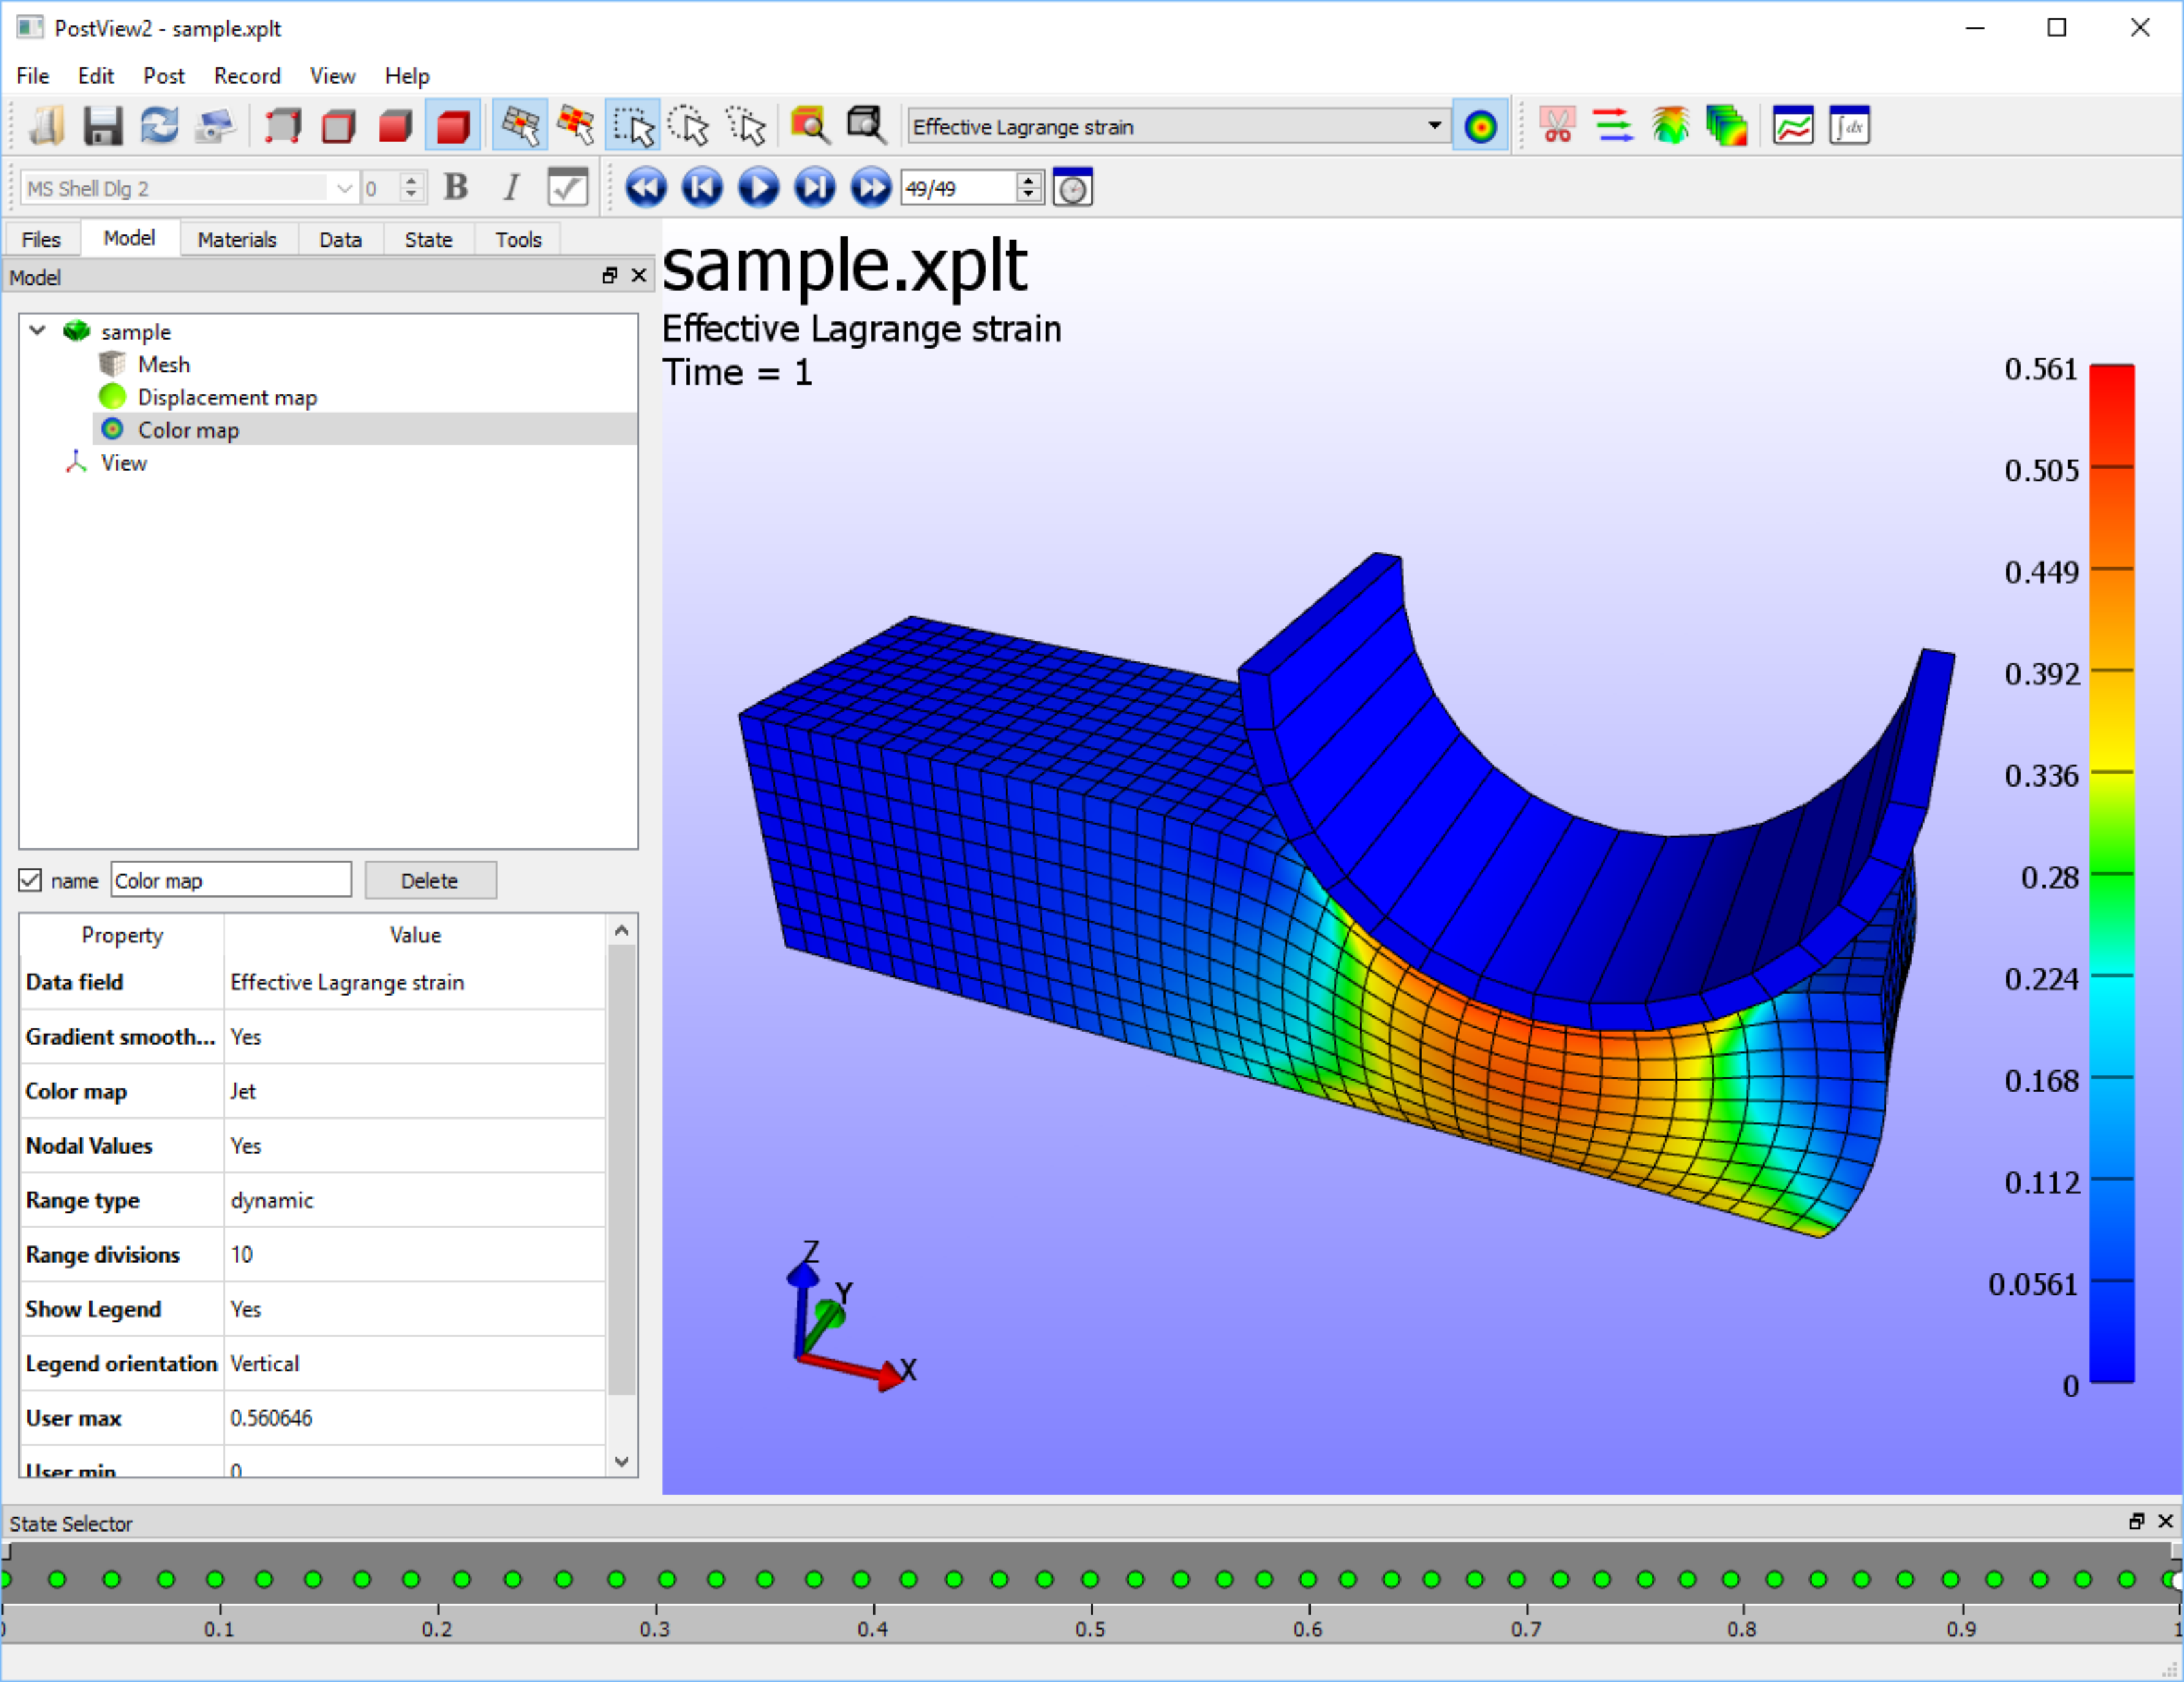 PostView2 - sample.xplt
File Edit Post Record View Help
Effective Lagrange strain
∫dx
MS Shell Dlg 2 0 B I 49/49
Files Model Materials Data State Tools
Model
sample
Mesh
Displacement map
Color map
View
name Color map Delete
Property Value
Data field Effective Lagrange strain
Gradient smooth... Yes
Color map Jet
Nodal Values Yes
Range type dynamic
Range divisions 10
Show Legend Yes
Legend orientation Vertical
User max 0.560646
User min 0
sample.xplt
Effective Lagrange strain
Time = 1
0.561
0.505
0.449
0.392
0.336
0.28
0.224
0.168
0.112
0.0561
0
Z
Y
X
State Selector
0 0.1 0.2 0.3 0.4 0.5 0.6 0.7 0.8 0.9 1